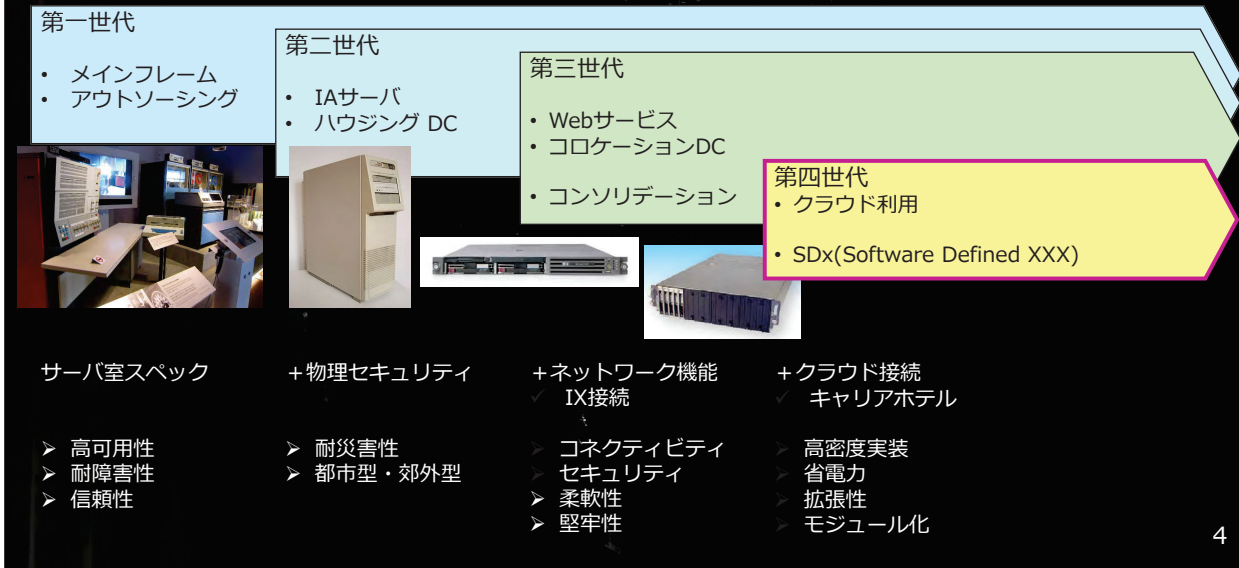 第一世代
• メインフレーム
• アウトソーシング
第二世代
• IAサーバ
• ハウジング DC
第三世代
• Webサービス
• コロケーションDC
• コンソリデーション
第四世代
• クラウド利用
• SDx(Software Defined XXX)
サーバ室スペック
➢ 高可用性
➢ 耐障害性
➢ 信頼性
+物理セキュリティ
➢ 耐災害性
➢ 都市型・郊外型
+ネットワーク機能
✓ IX接続
➢ コネクティビティ
➢ セキュリティ
➢ 柔軟性
➢ 堅牢性
+クラウド接続
✓ キャリアホテル
➢ 高密度実装
➢ 省電力
➢ 拡張性
➢ モジュール化
4